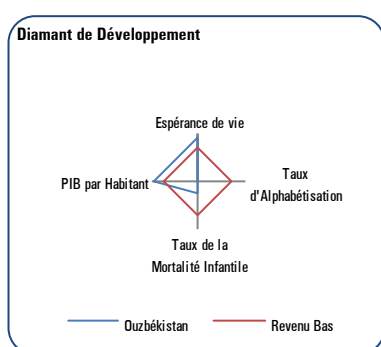 Diamant de Développement
Espérance de vie
PIB par Habitant
Taux
d'Alphabétisation
Taux de la
Mortalité Infantile
Ouzbékistan
Revenu Bas